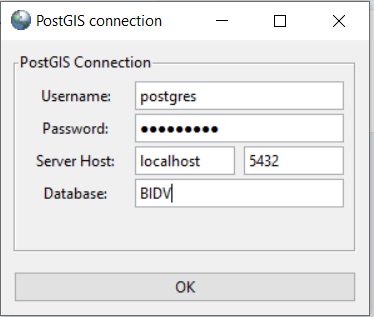 PostGIS connection
PostGIS Connection
Username: postgres
Password: ●●●●●●●●●
Server Host: localhost 5432
Database: BIDV
OK